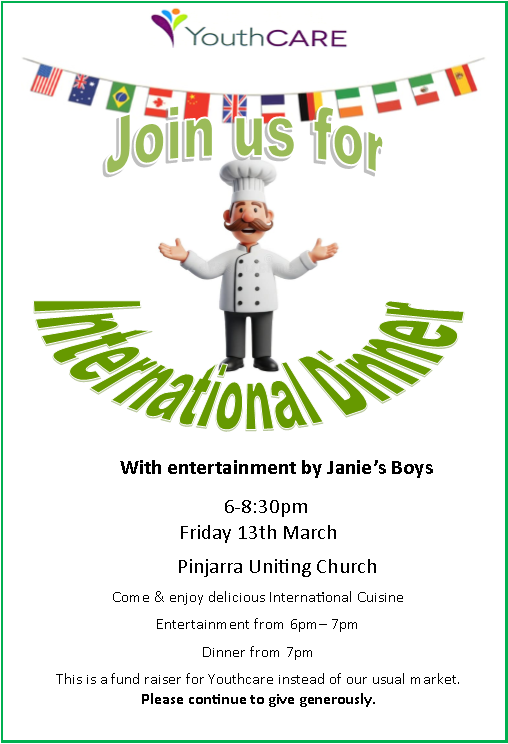 YouthCARE
Join us for
International Dinner
With entertainment by Janie’s Boys
6-8:30pm
Friday 13th March
Pinjarra Uniting Church
Come & enjoy delicious International Cuisine
Entertainment from 6pm– 7pm
Dinner from 7pm
This is a fund raiser for Youthcare instead of our usual market.
Please continue to give generously.